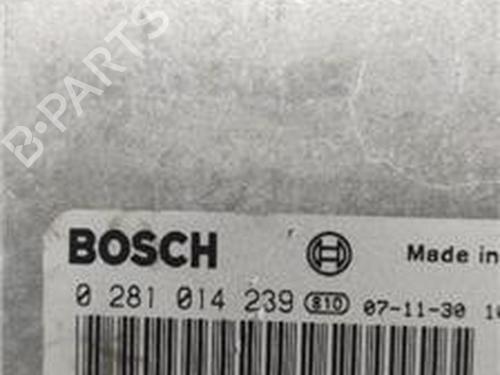 B-PARTS
BOSCH Made in
0 281 014 239 810 07-11-30